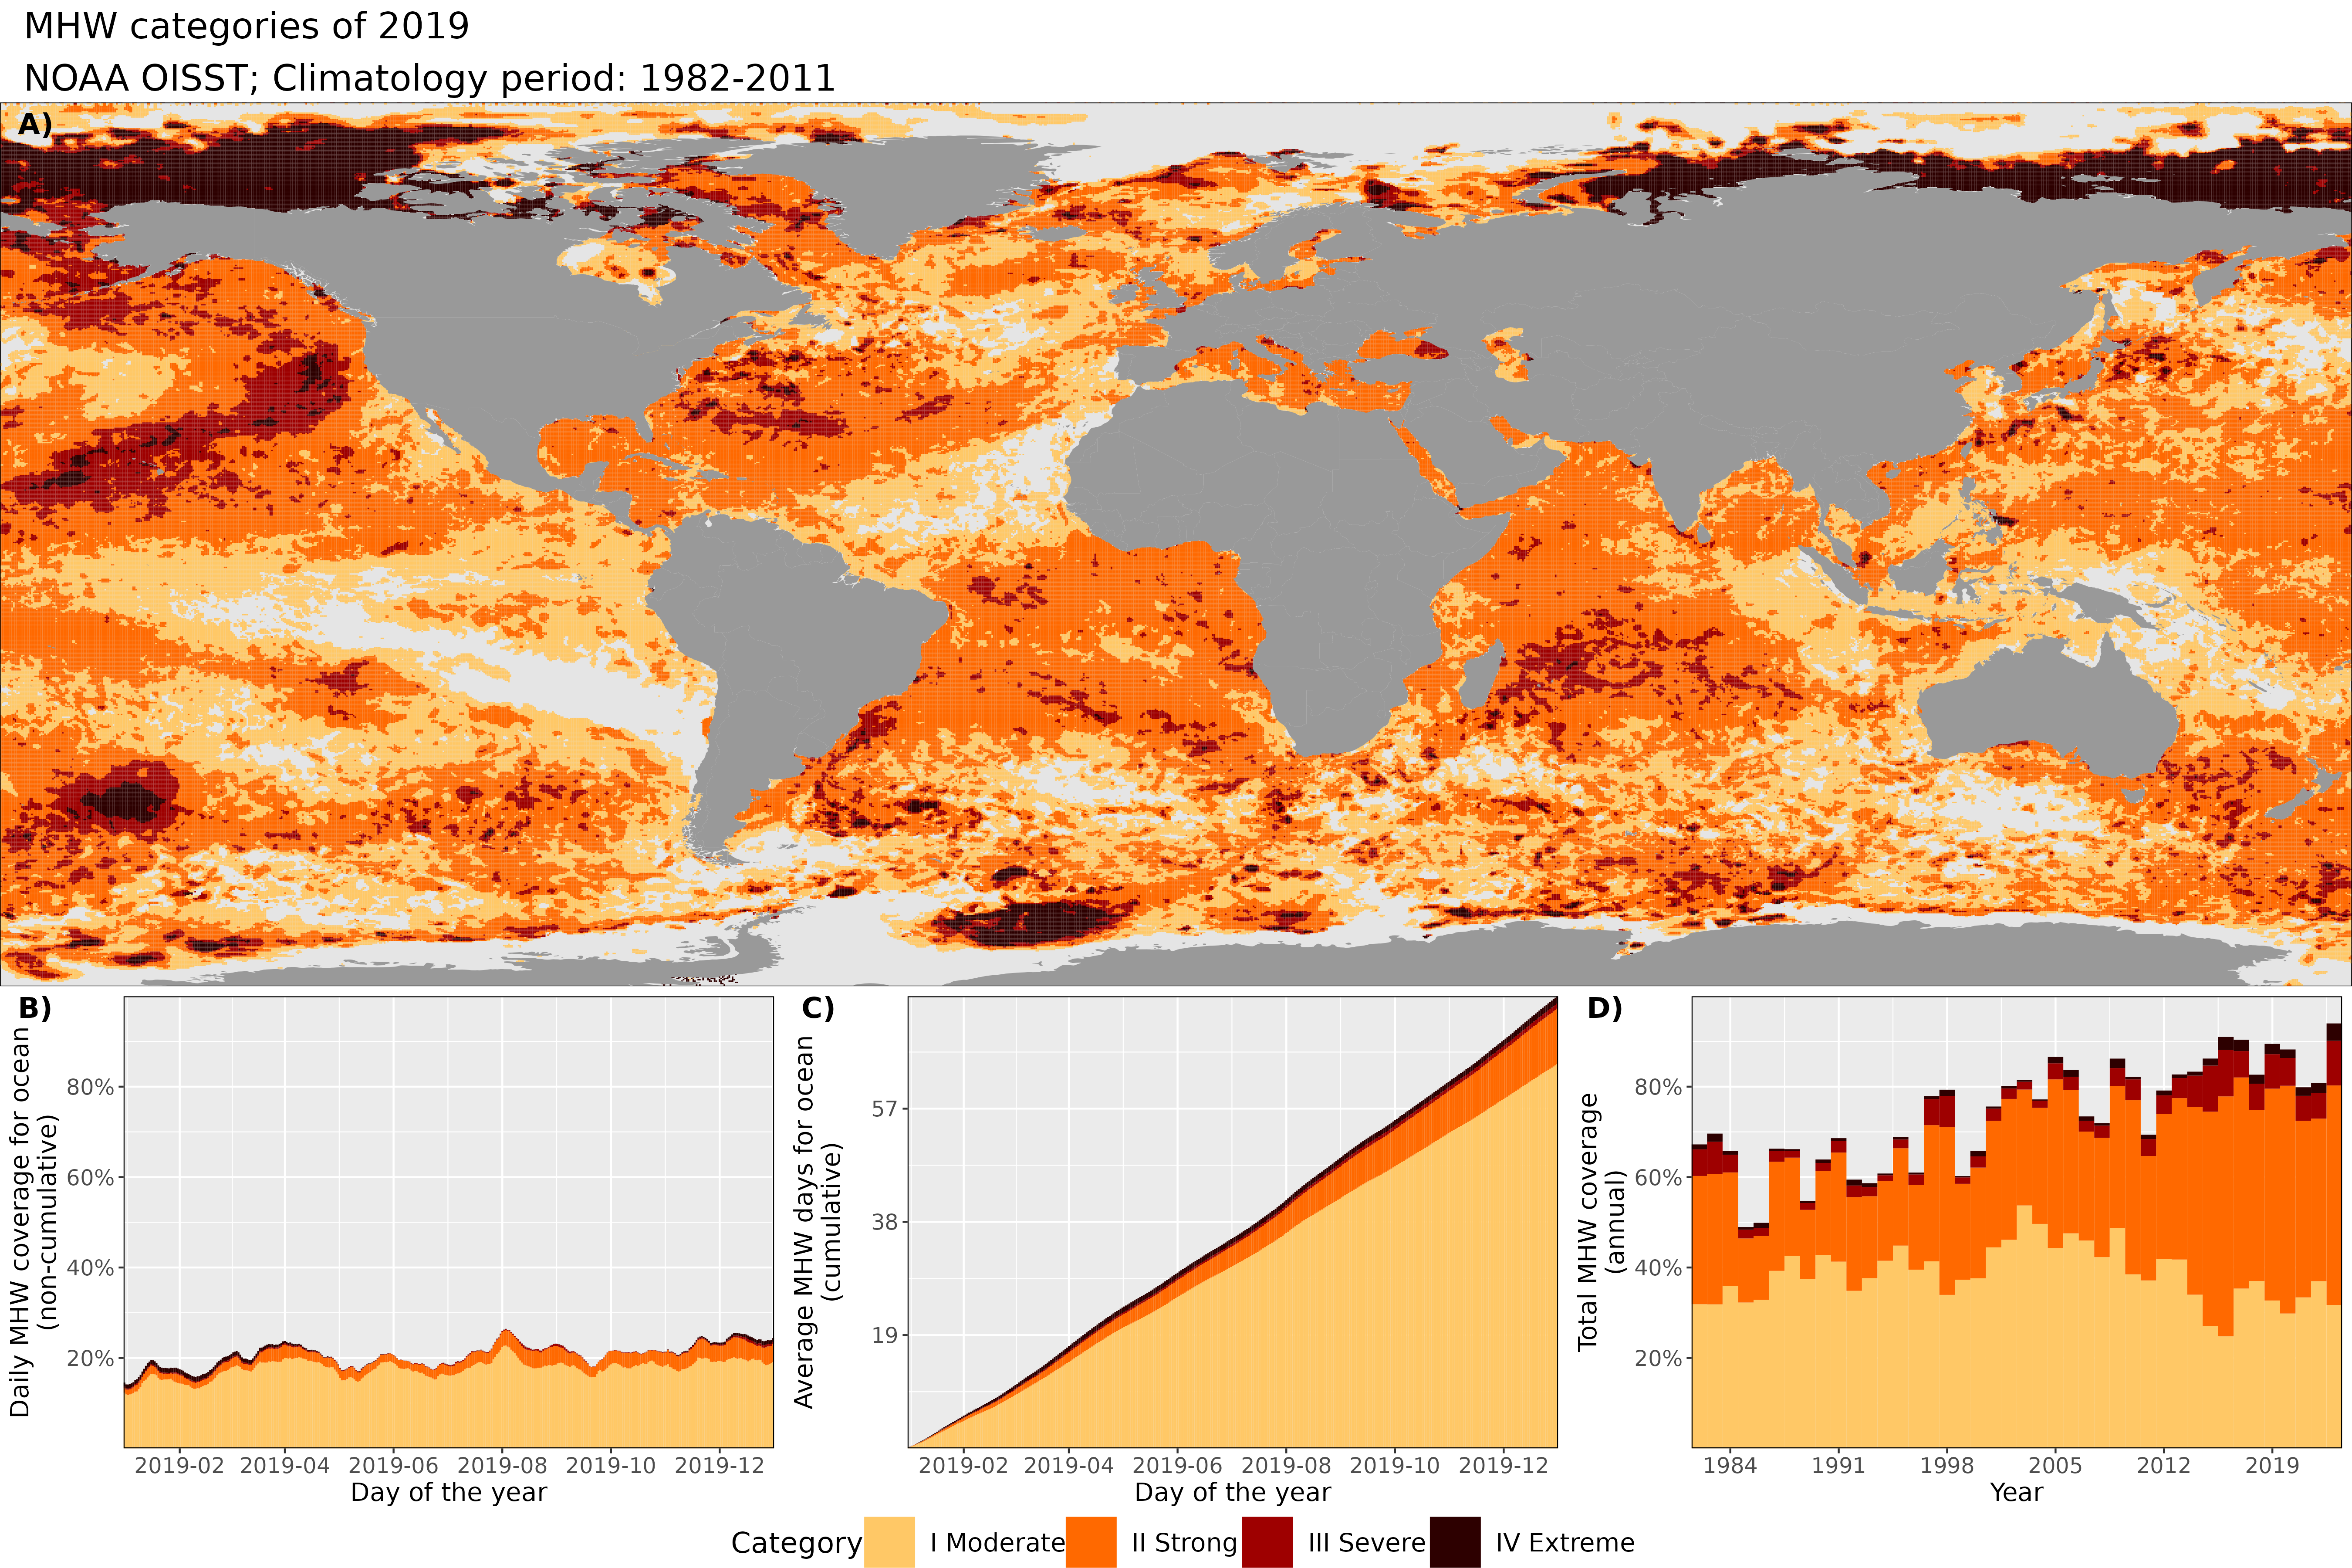 MHW categories of 2019
NOAA OISST; Climatology period: 1982-2011
A)
B)
Daily MHW coverage for ocean
(non-cumulative)
80%
60%
40%
20%
2019-02 2019-04 2019-06 2019-08 2019-10 2019-12
Day of the year
C)
Average MHW days for ocean
(cumulative)
57
38
19
2019-02 2019-04 2019-06 2019-08 2019-10 2019-12
Day of the year
D)
Total MHW coverage
(annual)
80%
60%
40%
20%
1984 1991 1998 2005 2012 2019
Year
Category I Moderate II Strong III Severe IV Extreme